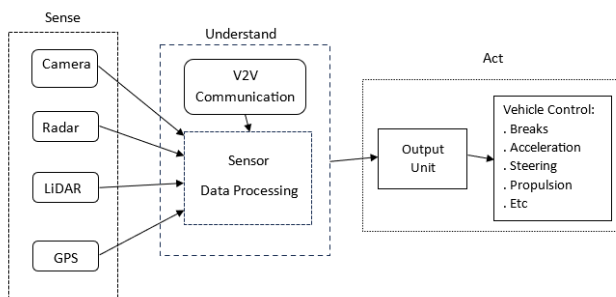 Sense
Camera
Radar
LiDAR
GPS
Understand
V2V
Communication
Sensor
Data Processing
Act
Output
Unit
Vehicle Control:
. Breaks
. Acceleration
. Steering
. Propulsion
. Etc